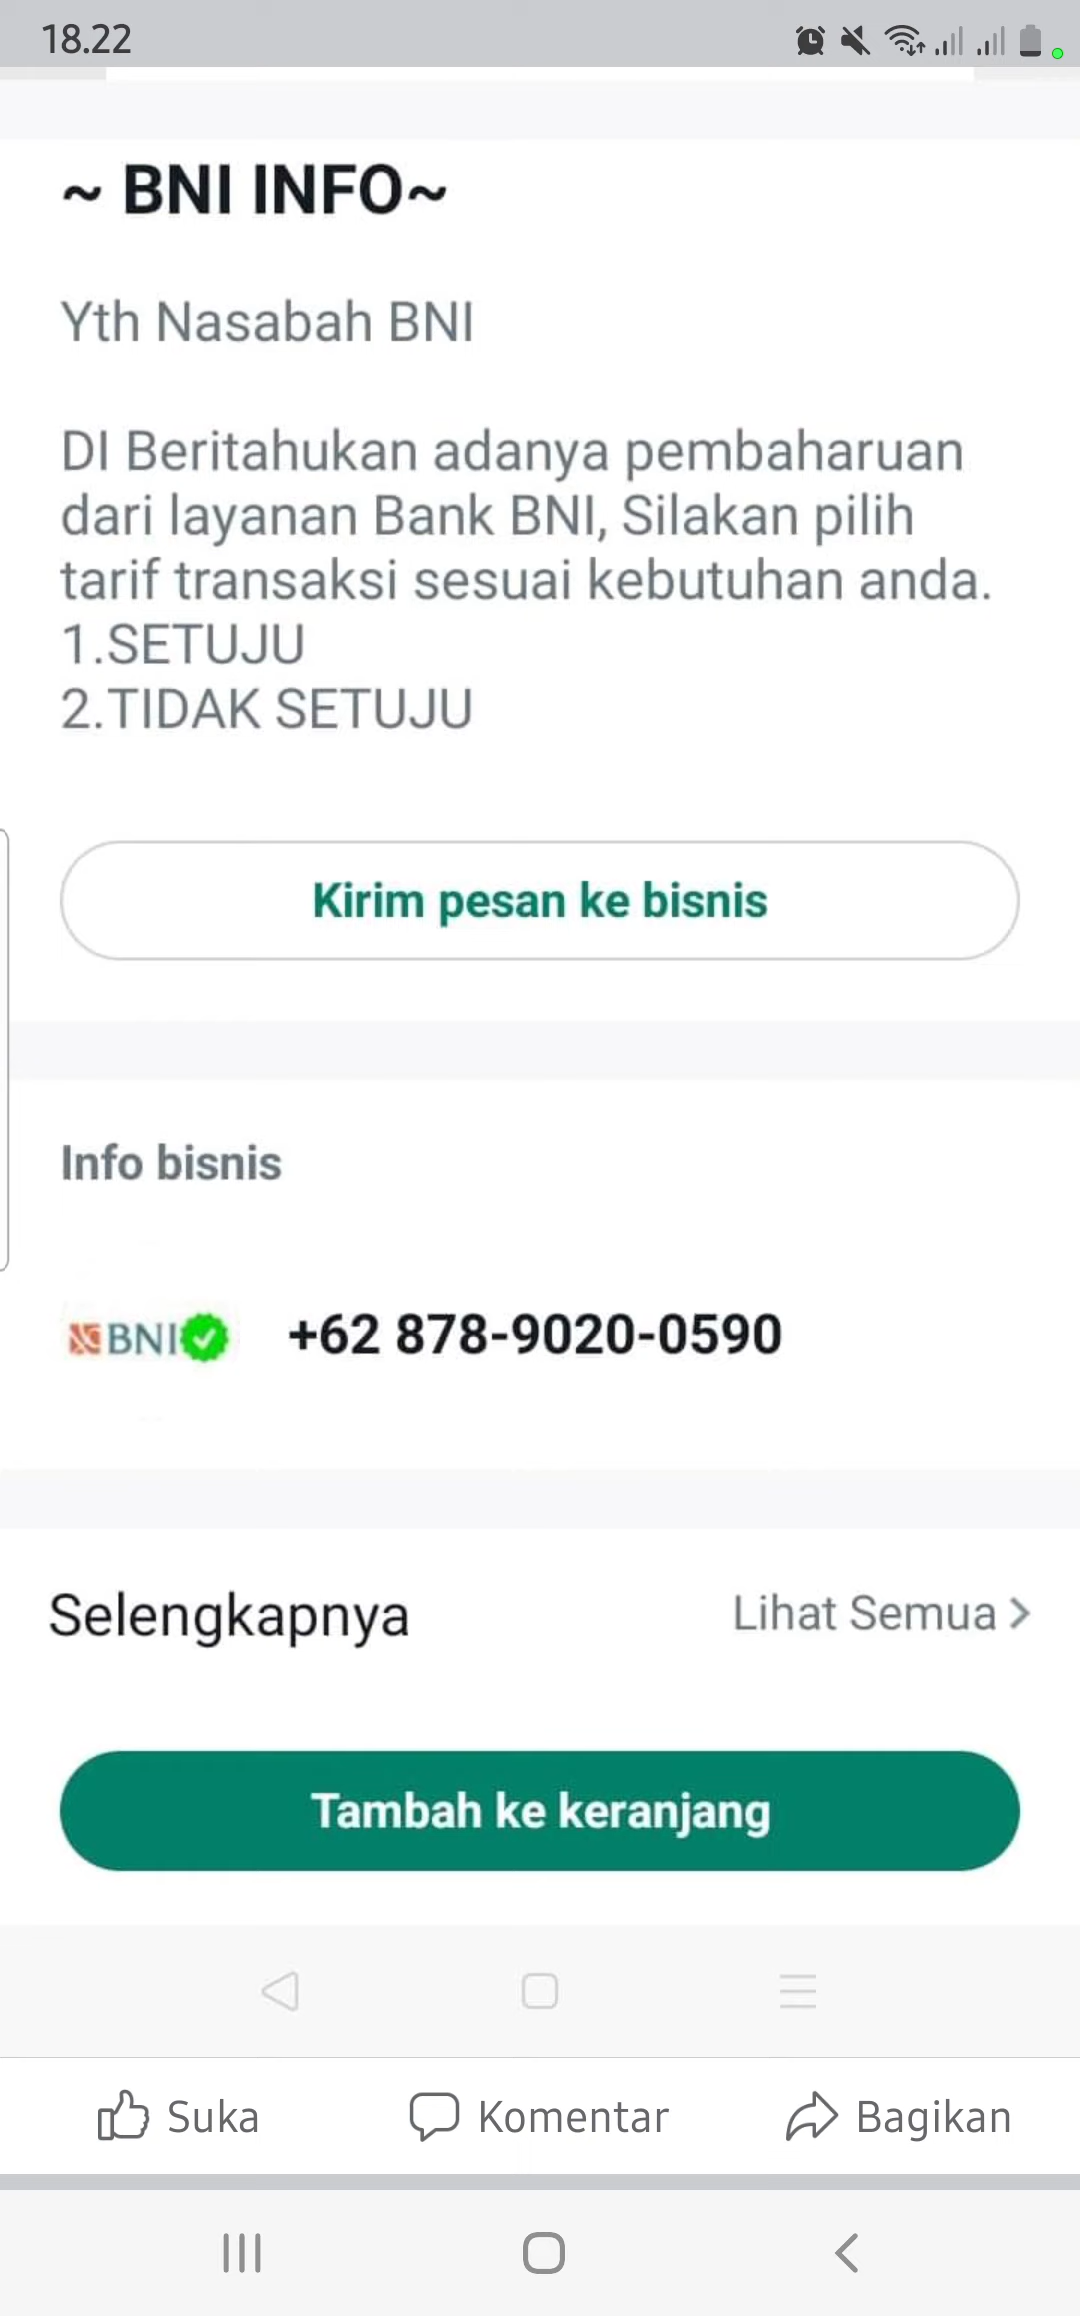 18.22
~ BNI INFO~
Yth Nasabah BNI
DI Beritahukan adanya pembaharuan
dari layanan Bank BNI, Silakan pilih
tarif transaksi sesuai kebutuhan anda.
1.SETUJU
2.TIDAK SETUJU
Kirim pesan ke bisnis
Info bisnis
BNI +62 878-9020-0590
Selengkapnya Lihat Semua >
Tambah ke keranjang
Suka Komentar Bagikan